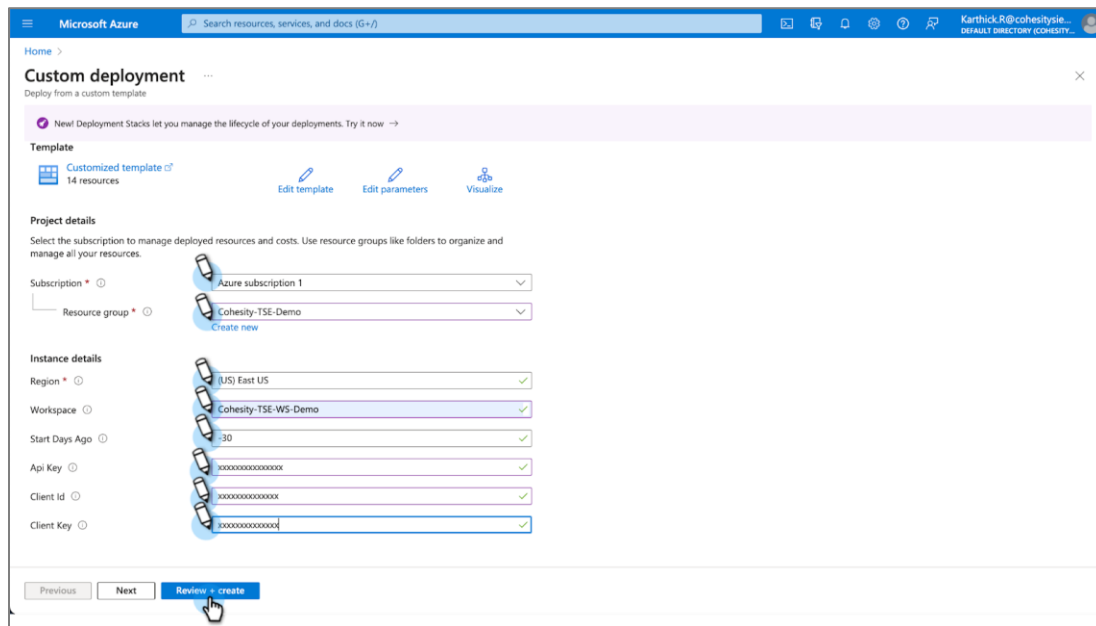 Microsoft Azure
Search resources, services, and docs (G+/)
Karthick.R@cohesitysie...
DEFAULT DIRECTORY (COHESITY...
Home >
Custom deployment ...
Deploy from a custom template
New! Deployment Stacks let you manage the lifecycle of your deployments. Try it now →
Template
Customized template
14 resources
Edit template
Edit parameters
Visualize
Project details
Select the subscription to manage deployed resources and costs. Use resource groups like folders to organize and
manage all your resources.
Subscription *
Azure subscription 1
Resource group *
Cohesity-TSE-Demo
Create new
Instance details
Region *
(US) East US
Workspace
Cohesity-TSE-WS-Demo
Start Days Ago
-30
Api Key
xxxxxxxxxxxxxxx
Client Id
xxxxxxxxxxxxxx
Client Key
xxxxxxxxxxxxxx
Previous
Next
Review + create